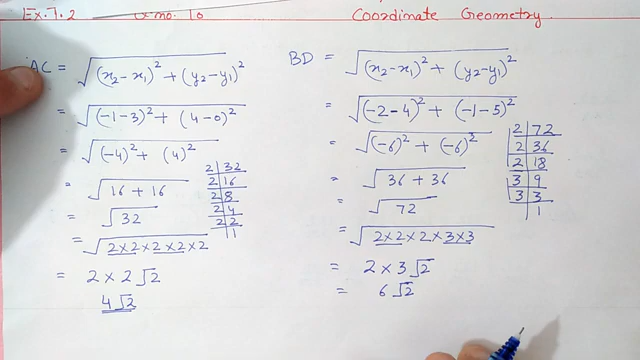 Ex. 7.2 Q.no. 10 Coordinate Geometry.
AC = √(x₂-x₁)² + (y₂-y₁)²
= √(-1-3)² + (4-0)²
= √(-4)² + (4)²
= √16 + 16
= √32
= √2×2×2×2×2
= 2 × 2√2
4√2
2 | 32
2 | 16
2 | 8
2 | 4
2 | 2
1
BD = √(x₂-x₁)² + (y₂-y₁)²
= √(-2-4)² + (-1-5)²
= √(-6)² + (-6)²
= √36 + 36
= √72
= √2×2×2×3×3
= 2 × 3√2
= 6√2
2 | 72
2 | 36
2 | 18
3 | 9
3 | 3
1